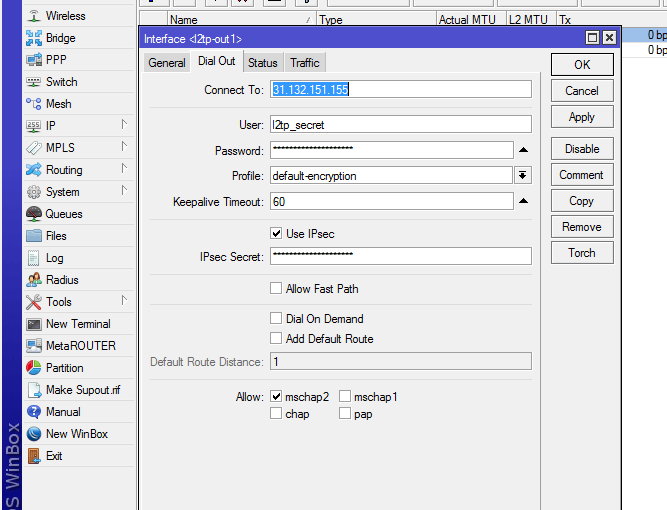 Name / Type Actual MTU L2 MTU Tx
0 bp
0 bp
Wireless
Bridge
PPP
Switch
Mesh
IP
MPLS
Routing
System
Queues
Files
Log
Radius
Tools
New Terminal
MetaROUTER
Partition
Make Supout.rif
Manual
New WinBox
Exit
S WinBox
Interface <l2tp-out1>
General Dial Out Status Traffic
Connect To: 31.132.151.155
User: l2tp_secret
Password: *******************
Profile: default-encryption
Keepalive Timeout: 60
Use IPsec
IPsec Secret: *******************
Allow Fast Path
Dial On Demand
Add Default Route
Default Route Distance: 1
Allow: mschap2 mschap1
chap pap
OK
Cancel
Apply
Disable
Comment
Copy
Remove
Torch